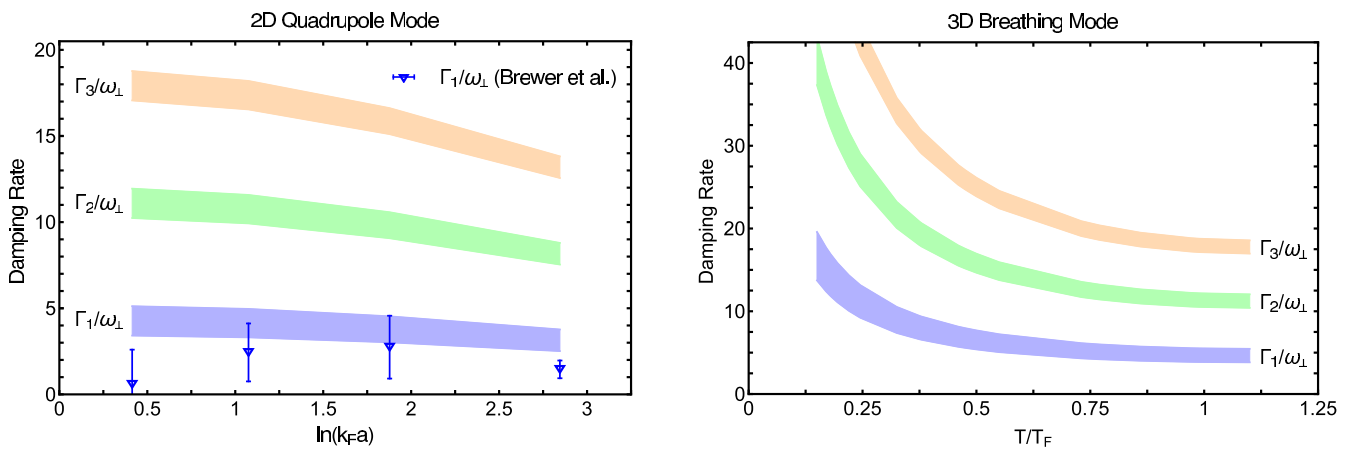 2D Quadrupole Mode
Damping Rate
20
15
10
5
0
Γ₃/ω⊥
Γ₂/ω⊥
Γ₁/ω⊥
Γ₁/ω⊥ (Brewer et al.)
0 0.5 1 1.5 2 2.5 3
ln(k_F a)
3D Breathing Mode
Damping Rate
40
30
20
10
0
Γ₃/ω⊥
Γ₂/ω⊥
Γ₁/ω⊥
0 0.25 0.5 0.75 1 1.25
T/T_F